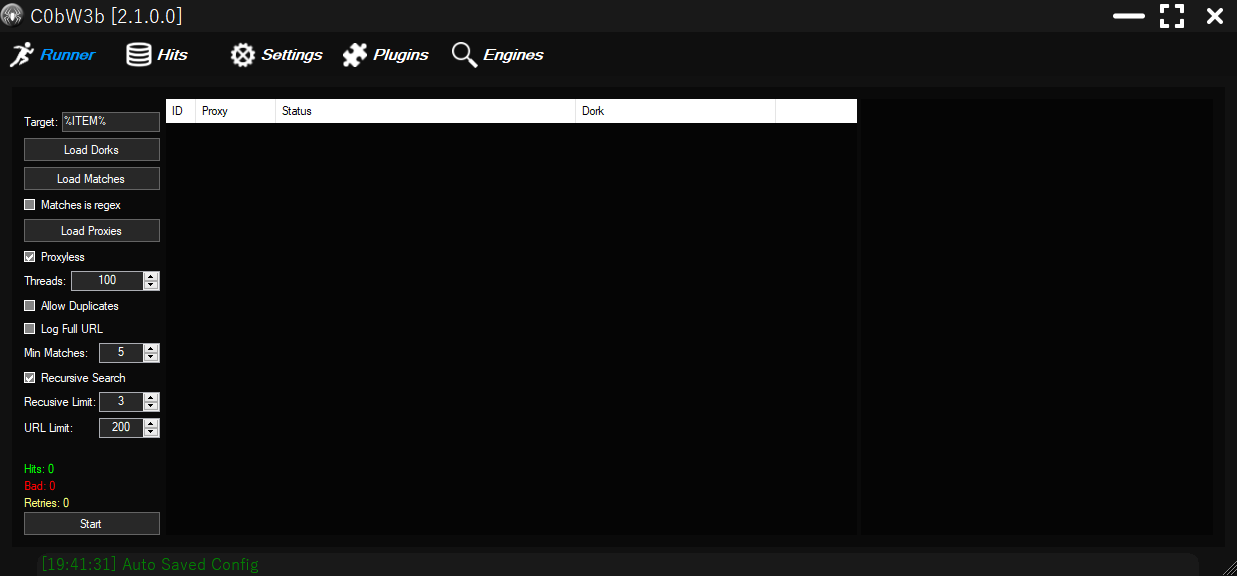 C0bW3b [2.1.0.0]
Runner Hits Settings Plugins Engines
ID Proxy Status Dork
Target: %ITEM%
Load Dorks
Load Matches
Matches is regex
Load Proxies
Proxyless
Threads: 100
Allow Duplicates
Log Full URL
Min Matches: 5
Recursive Search
Recusive Limit: 3
URL Limit: 200
Hits: 0
Bad: 0
Retries: 0
Start
[19:41:31] Auto Saved Config